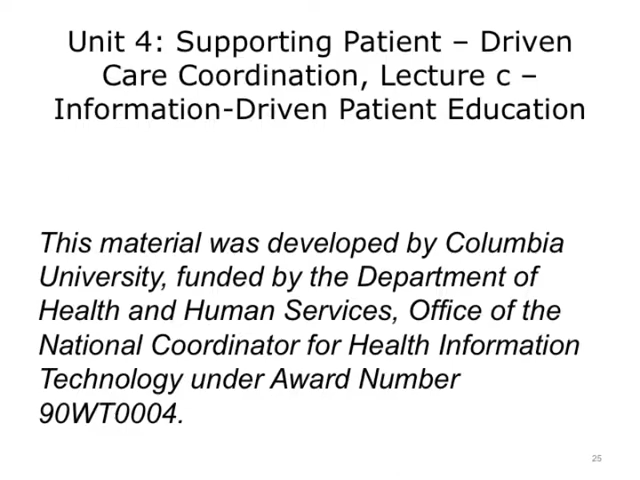 Unit 4: Supporting Patient – Driven
Care Coordination, Lecture c –
Information-Driven Patient Education
This material was developed by Columbia
University, funded by the Department of
Health and Human Services, Office of the
National Coordinator for Health Information
Technology under Award Number
90WT0004.
25